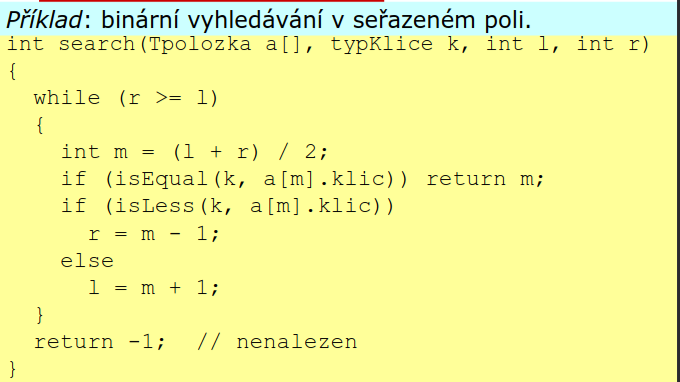 Příklad: binární vyhledávání v seřazeném poli.
int search(Tpolozka a[], typKlice k, int l, int r)
{
  while (r >= l)
  {
    int m = (l + r) / 2;
    if (isEqual(k, a[m].klic)) return m;
    if (isLess(k, a[m].klic))
      r = m - 1;
    else
      l = m + 1;
  }
  return -1;  // nenalezen
}